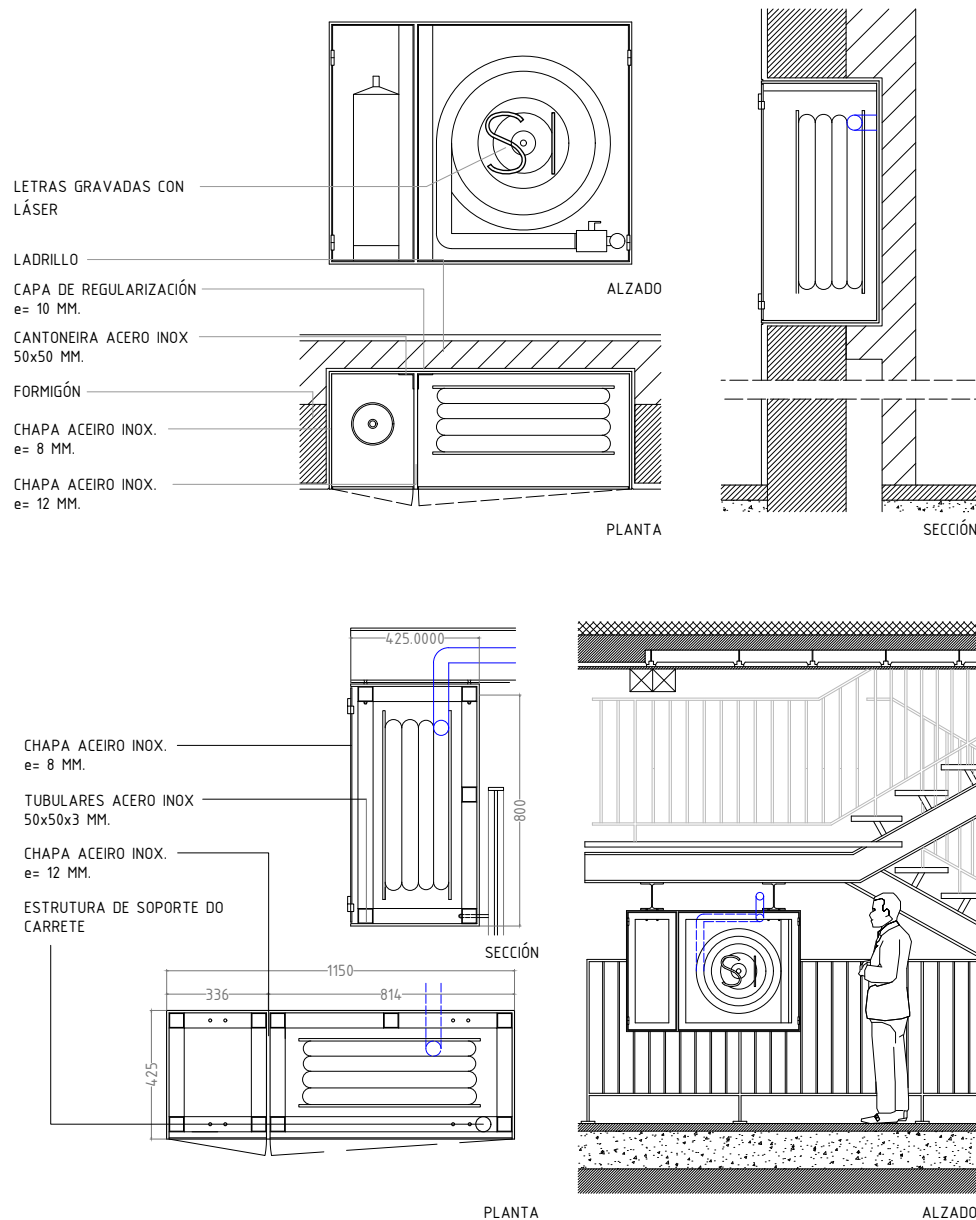 LETRAS GRAVADAS CON
LÁSER
LADRILLO
CAPA DE REGULARIZACIÓN
e= 10 MM.
CANTONEIRA ACERO INOX
50x50 MM.
FORMIGÓN
CHAPA ACEIRO INOX.
e= 8 MM.
CHAPA ACEIRO INOX.
e= 12 MM.
SI
ALZADO
PLANTA
SECCIÓN
CHAPA ACEIRO INOX.
e= 8 MM.
TUBULARES ACERO INOX
50x50x3 MM.
CHAPA ACEIRO INOX.
e= 12 MM.
ESTRUTURA DE SOPORTE DO
CARRETE
425.0000
800
SECCIÓN
1150
336
814
425
PLANTA
SI
ALZADO